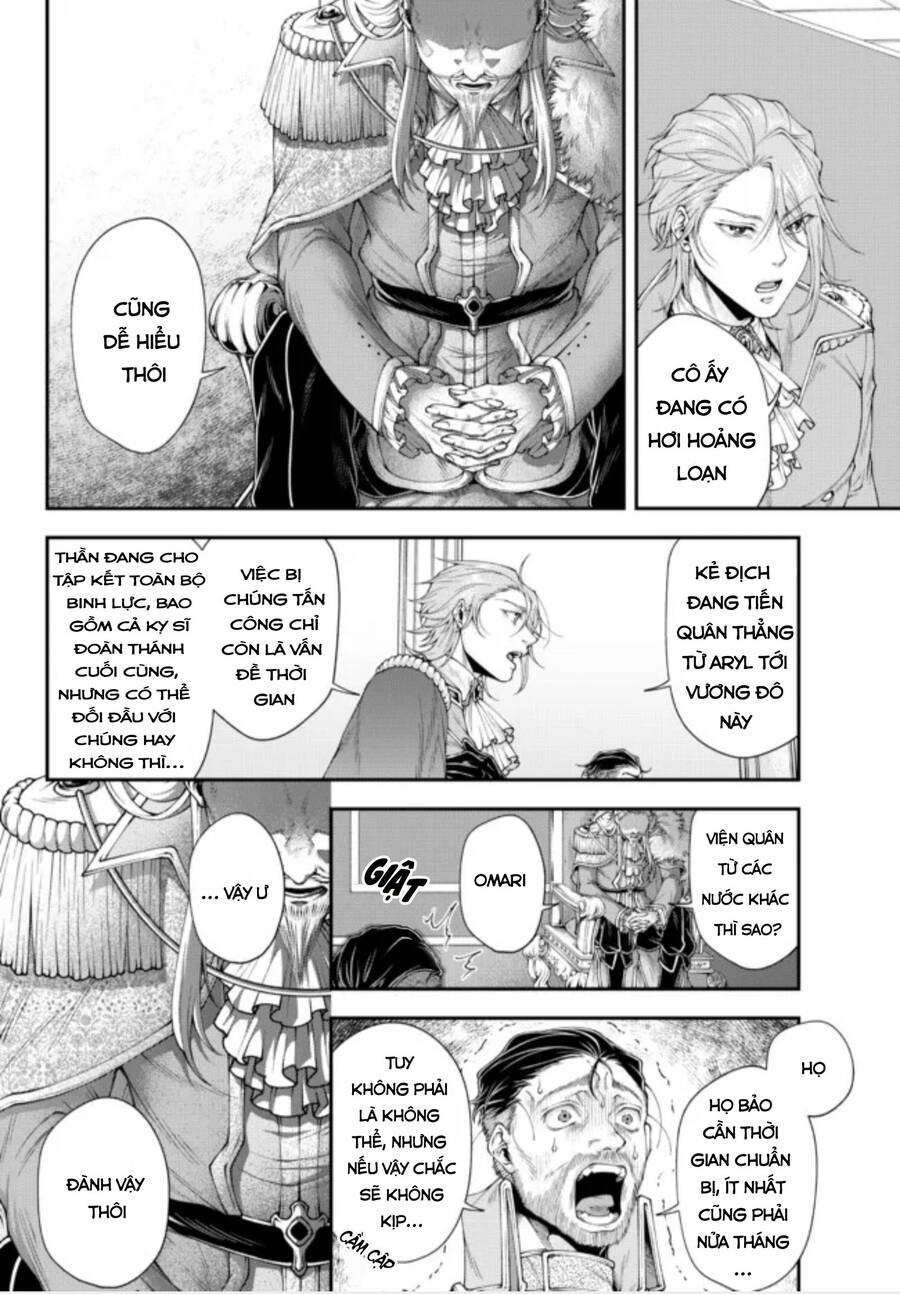 CÔ ẤY
ĐANG CÓ
HƠI HOẢNG
LOẠN
CŨNG
DỄ HIỂU
THÔI
KẺ ĐỊCH
ĐANG TIẾN
QUÂN THẲNG
TỪ ARYL TỚI
VƯƠNG ĐÔ
NÀY
VIỆC BỊ
CHÚNG TẤN
CÔNG CHỈ
CÒN LÀ VẤN
ĐỀ THỜI
GIAN
THẦN ĐANG CHO
TẬP KẾT TOÀN BỘ
BINH LỰC, BAO
GỒM CẢ KỴ SĨ
ĐOÀN THÁNH
CUỐI CÙNG,
NHƯNG CÓ THỂ
ĐỐI ĐẦU VỚI
CHÚNG HAY
KHÔNG THÌ...
VIỆN QUÂN
TỪ CÁC
NƯỚC KHÁC
THÌ SAO?
OMARI
GIẬT
HỌ
HỌ BẢO
CẦN THỜI
GIAN CHUẨN
BỊ, ÍT NHẤT
CŨNG PHẢI
NỬA THÁNG
...
TUY
KHÔNG PHẢI
LÀ KHÔNG
THỂ, NHƯNG
NẾU VẬY CHẮC
SẼ KHÔNG
KỊP...
CẦM CẬP
... VẬY Ư
ĐÀNH VẬY
THÔI